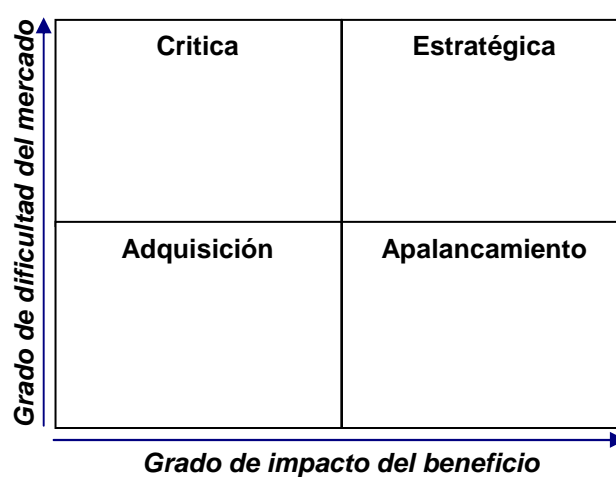 Critica
Estratégica
Grado de dificultad del mercado
Adquisición
Apalancamiento
Grado de impacto del beneficio